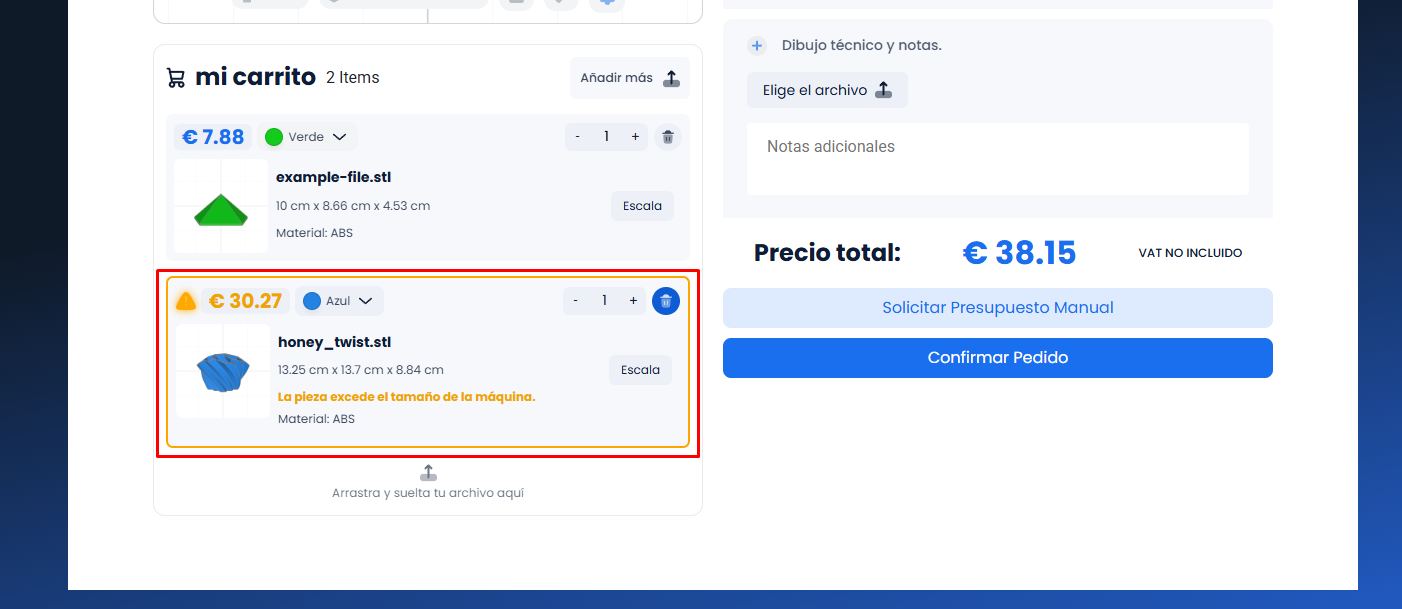 mi carrito 2 Items
Añadir más
€ 7.88 Verde - 1 +
example-file.stl
10 cm x 8.66 cm x 4.53 cm
Escala
Material: ABS
€ 30.27 Azul - 1 +
honey_twist.stl
13.25 cm x 13.7 cm x 8.84 cm
Escala
La pieza excede el tamaño de la máquina.
Material: ABS
Arrastra y suelta tu archivo aquí
+ Dibujo técnico y notas.
Elige el archivo
Notas adicionales
Precio total: € 38.15 VAT NO INCLUIDO
Solicitar Presupuesto Manual
Confirmar Pedido